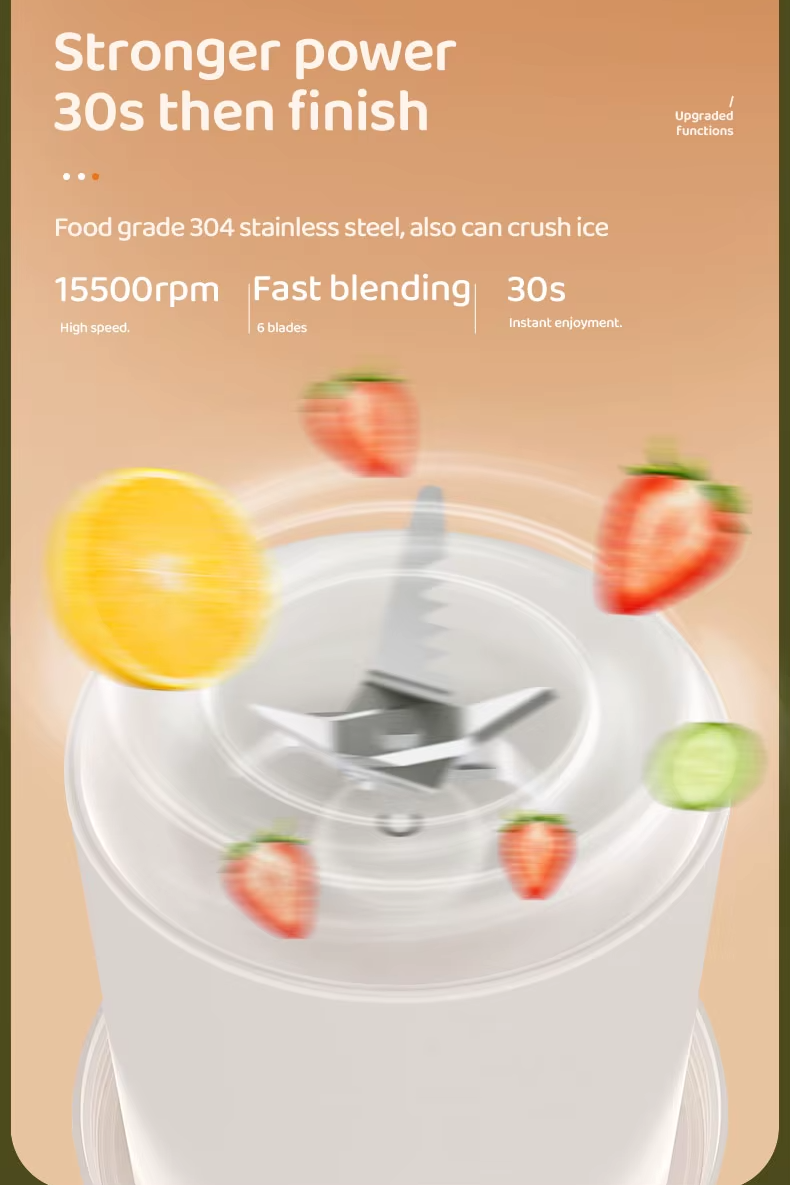 Stronger power
30s then finish
/
Upgraded
functions
Food grade 304 stainless steel, also can crush ice
15500rpm
High speed.
Fast blending
6 blades
30s
Instant enjoyment.